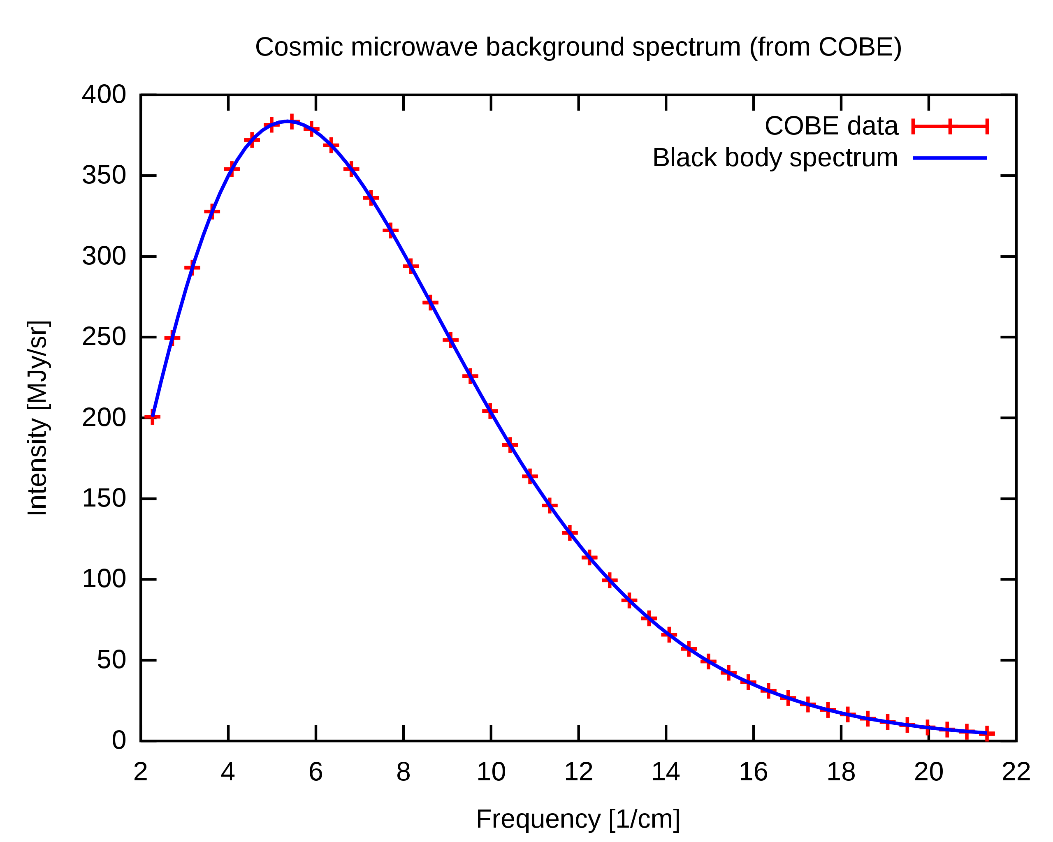 Cosmic microwave background spectrum (from COBE)
COBE data
Black body spectrum
400
350
300
250
200
150
100
50
0
Intensity [MJy/sr]
2 4 6 8 10 12 14 16 18 20 22
Frequency [1/cm]